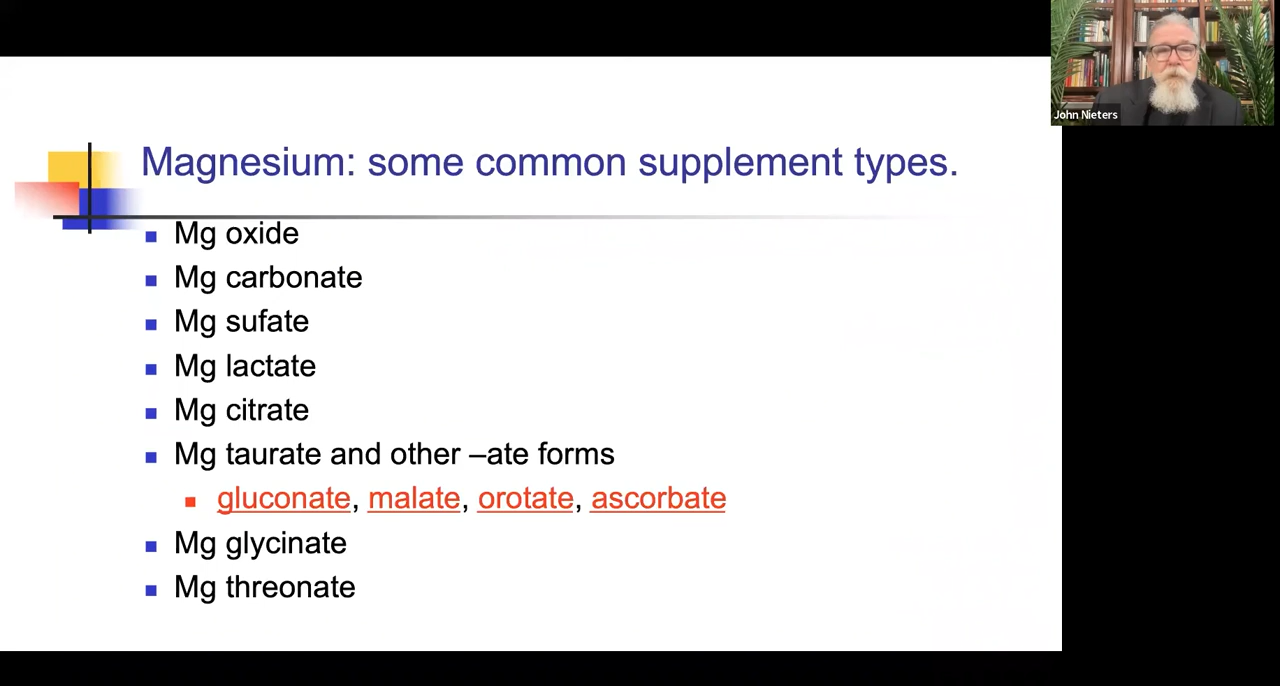 John Nieters
Magnesium: some common supplement types.
Mg oxide
Mg carbonate
Mg sufate
Mg lactate
Mg citrate
Mg taurate and other –ate forms
gluconate, malate, orotate, ascorbate
Mg glycinate
Mg threonate